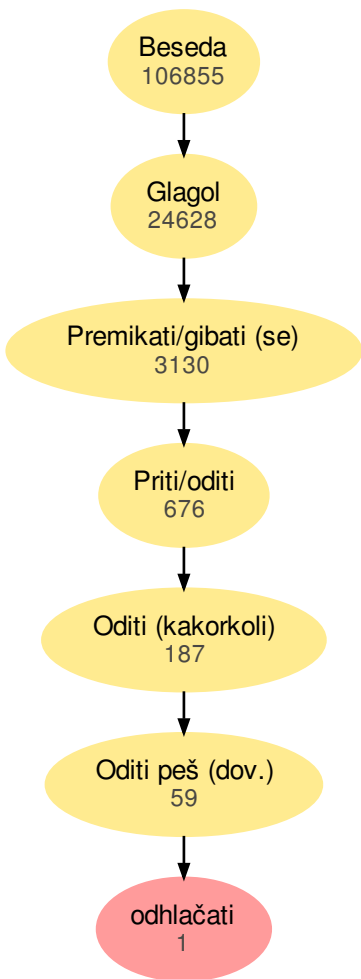 Beseda
106855
Glagol
24628
Premikati/gibati (se)
3130
Priti/oditi
676
Oditi (kakorkoli)
187
Oditi peš (dov.)
59
odhlačati
1